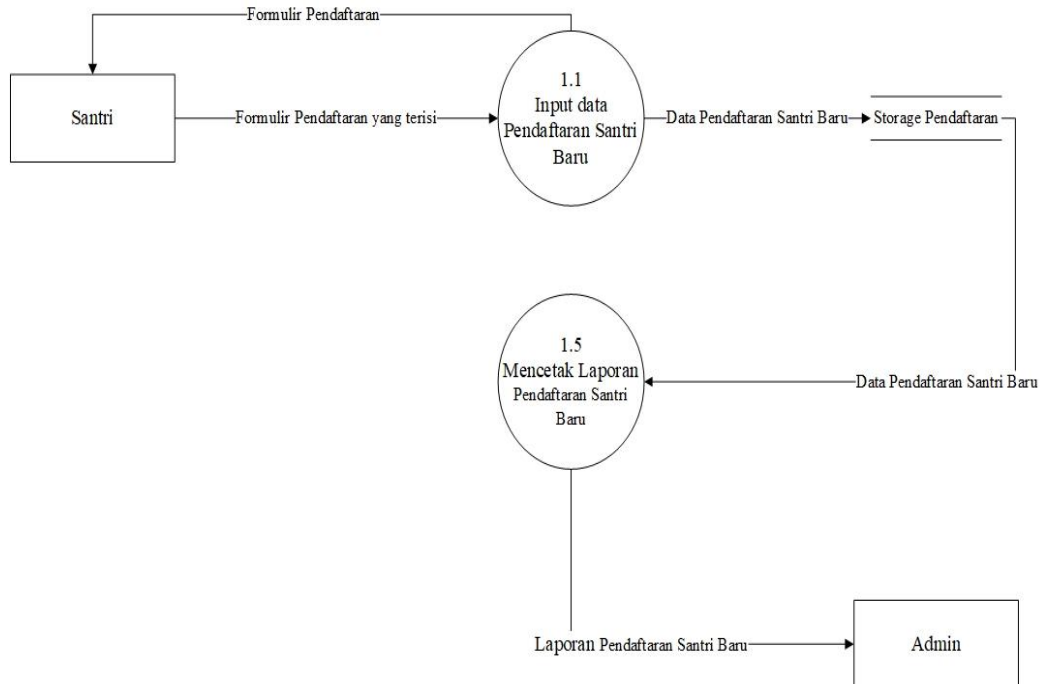 Formulir Pendaftaran
Santri
Formulir Pendaftaran yang terisi
1.1
Input data
Pendaftaran Santri
Baru
Data Pendaftaran Santri Baru
Storage Pendaftaran
1.5
Mencetak Laporan
Pendaftaran Santri
Baru
Data Pendaftaran Santri Baru
Laporan Pendaftaran Santri Baru
Admin